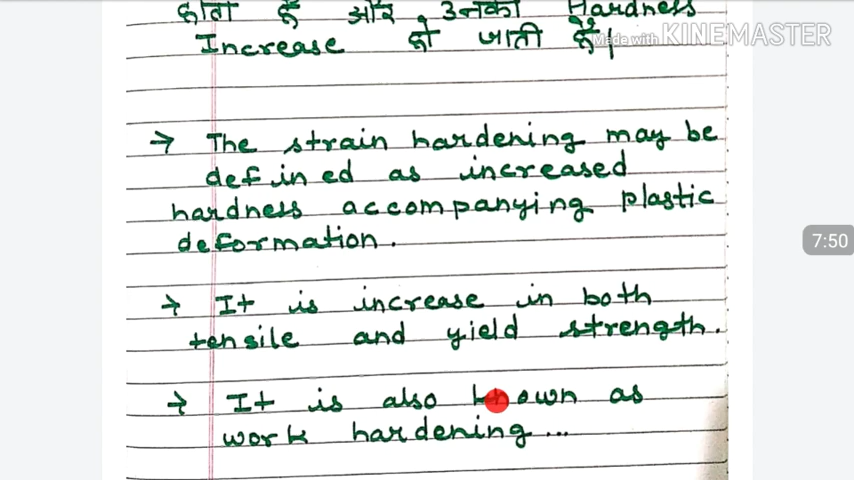 होता है और उनका Hardness
Increase हो जाती है|
Made with KINEMASTER
→ The strain hardening may be
defined as increased
hardness accompanying plastic
deformation.
7:50
→ It is increase in both
tensile and yield strength.
→ It is also known as
work hardening...